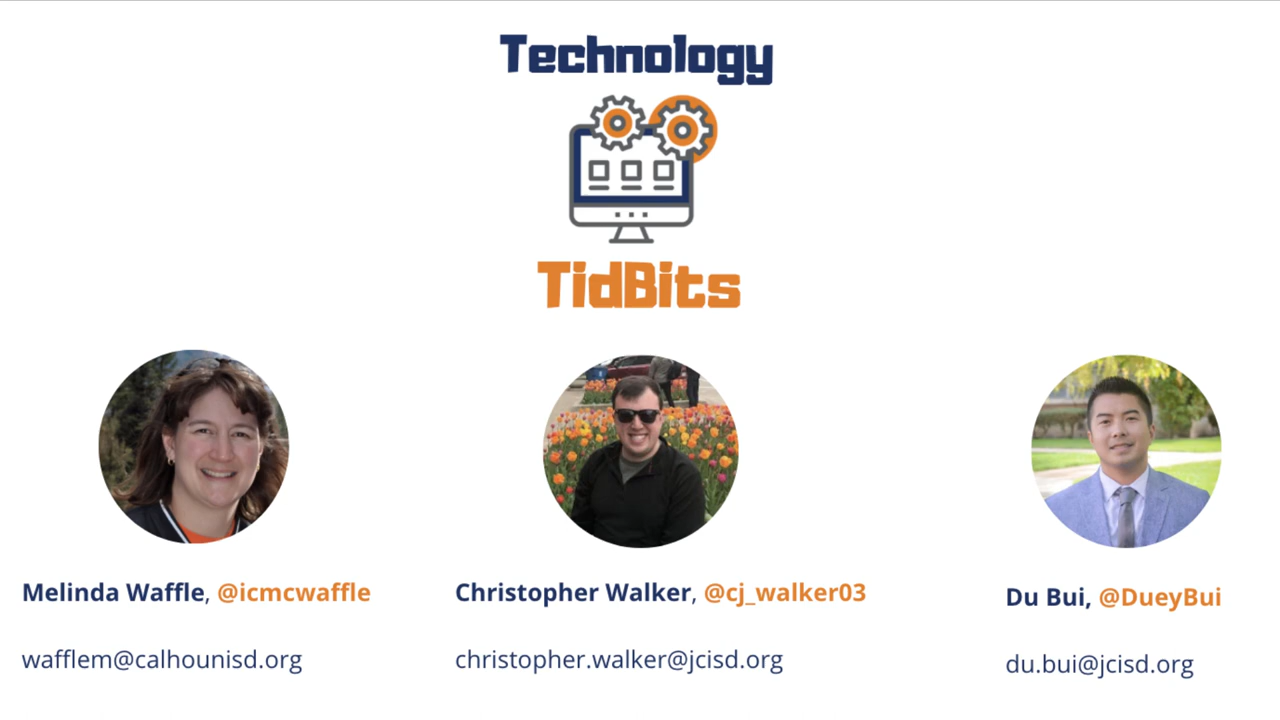 Technology
TidBits
Melinda Waffle, @icmcwaffle
wafflem@calhounisd.org
Christopher Walker, @cj_walker03
christopher.walker@jcisd.org
Du Bui, @DueyBui
du.bui@jcisd.org